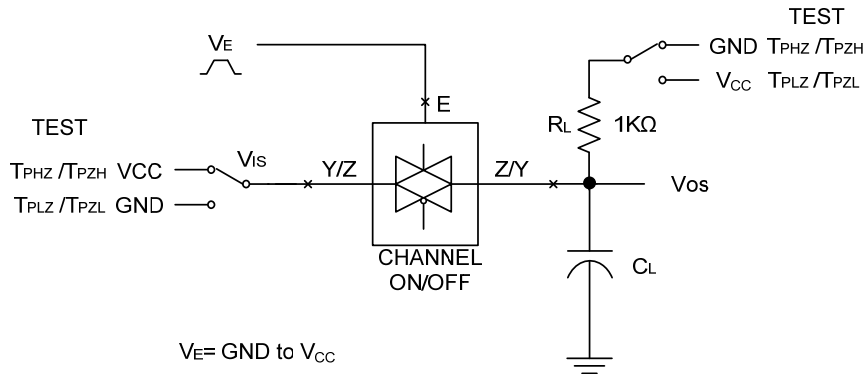 TEST
GND TPHZ /TPZH
VCC TPLZ /TPZL
VE
E
RL 1KΩ
TEST
TPHZ /TPZH VCC
VIS
Y/Z
Z/Y
Vos
TPLZ /TPZL GND
CHANNEL
ON/OFF
CL
VE= GND to VCC